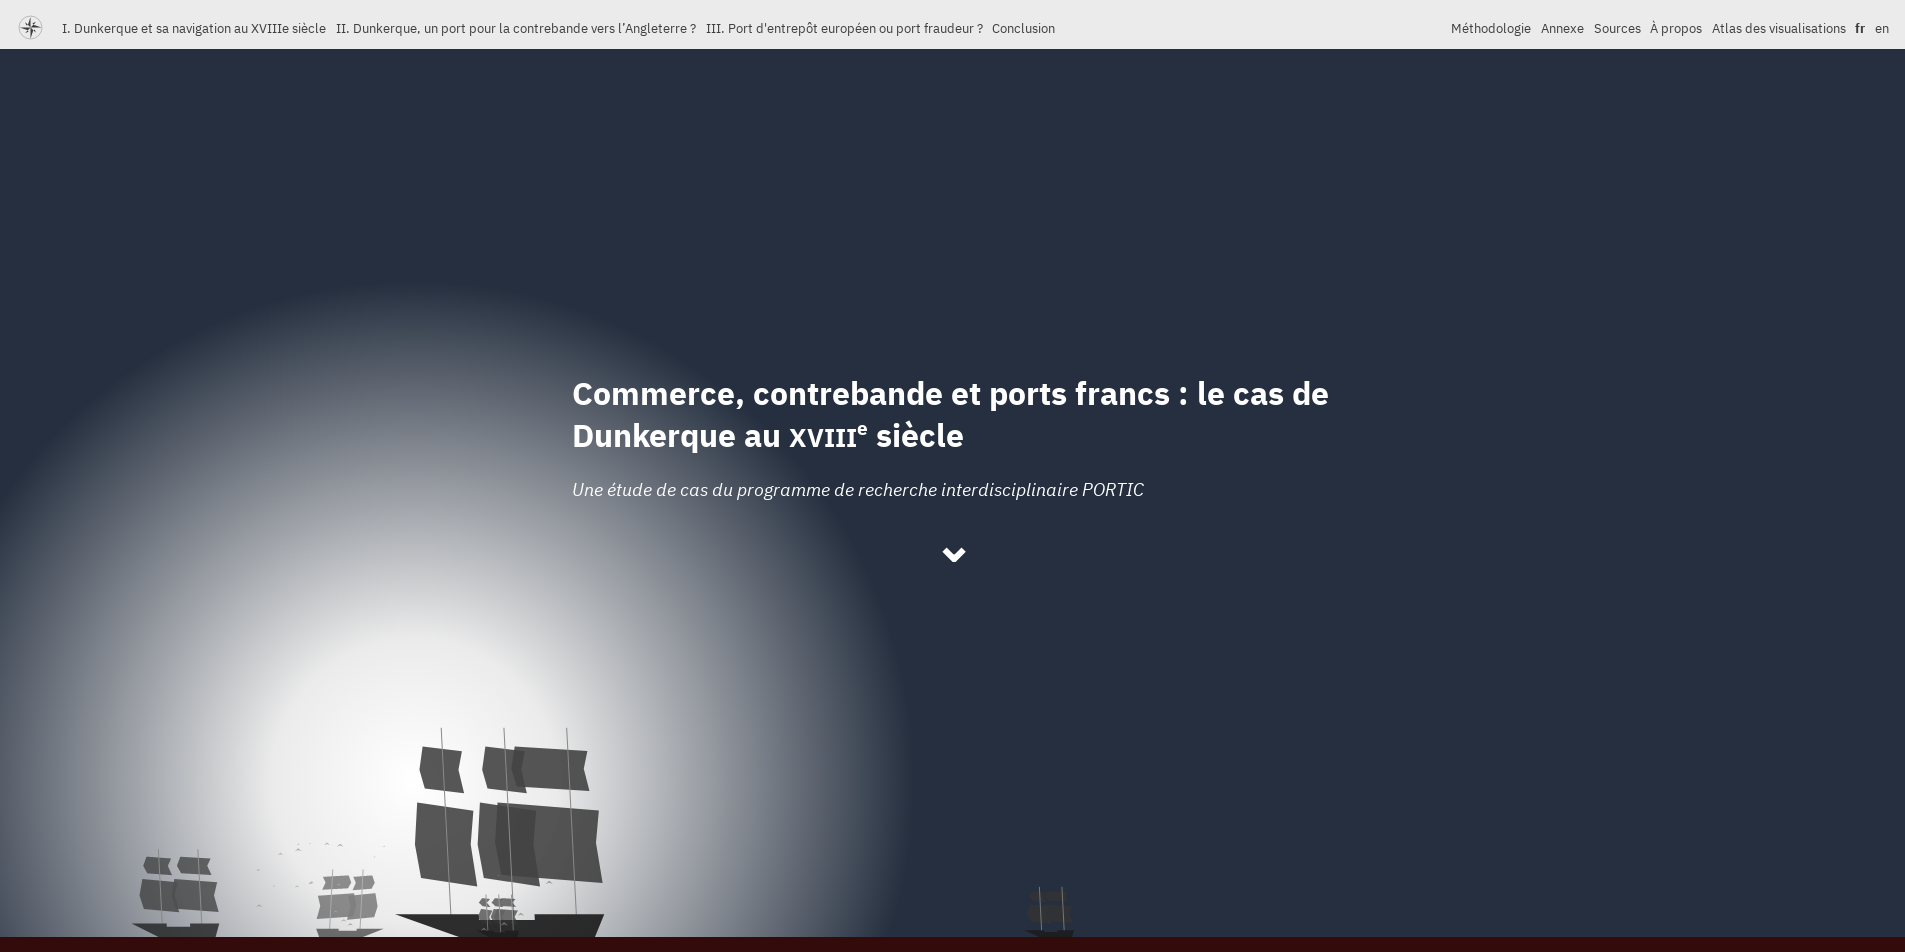 I. Dunkerque et sa navigation au XVIIIe siècle II. Dunkerque, un port pour la contrebande vers l’Angleterre ? III. Port d'entrepôt européen ou port fraudeur ? Conclusion Méthodologie Annexe Sources À propos Atlas des visualisations fr en
Commerce, contrebande et ports francs : le cas de
Dunkerque au XVIIIe siècle
Une étude de cas du programme de recherche interdisciplinaire PORTIC